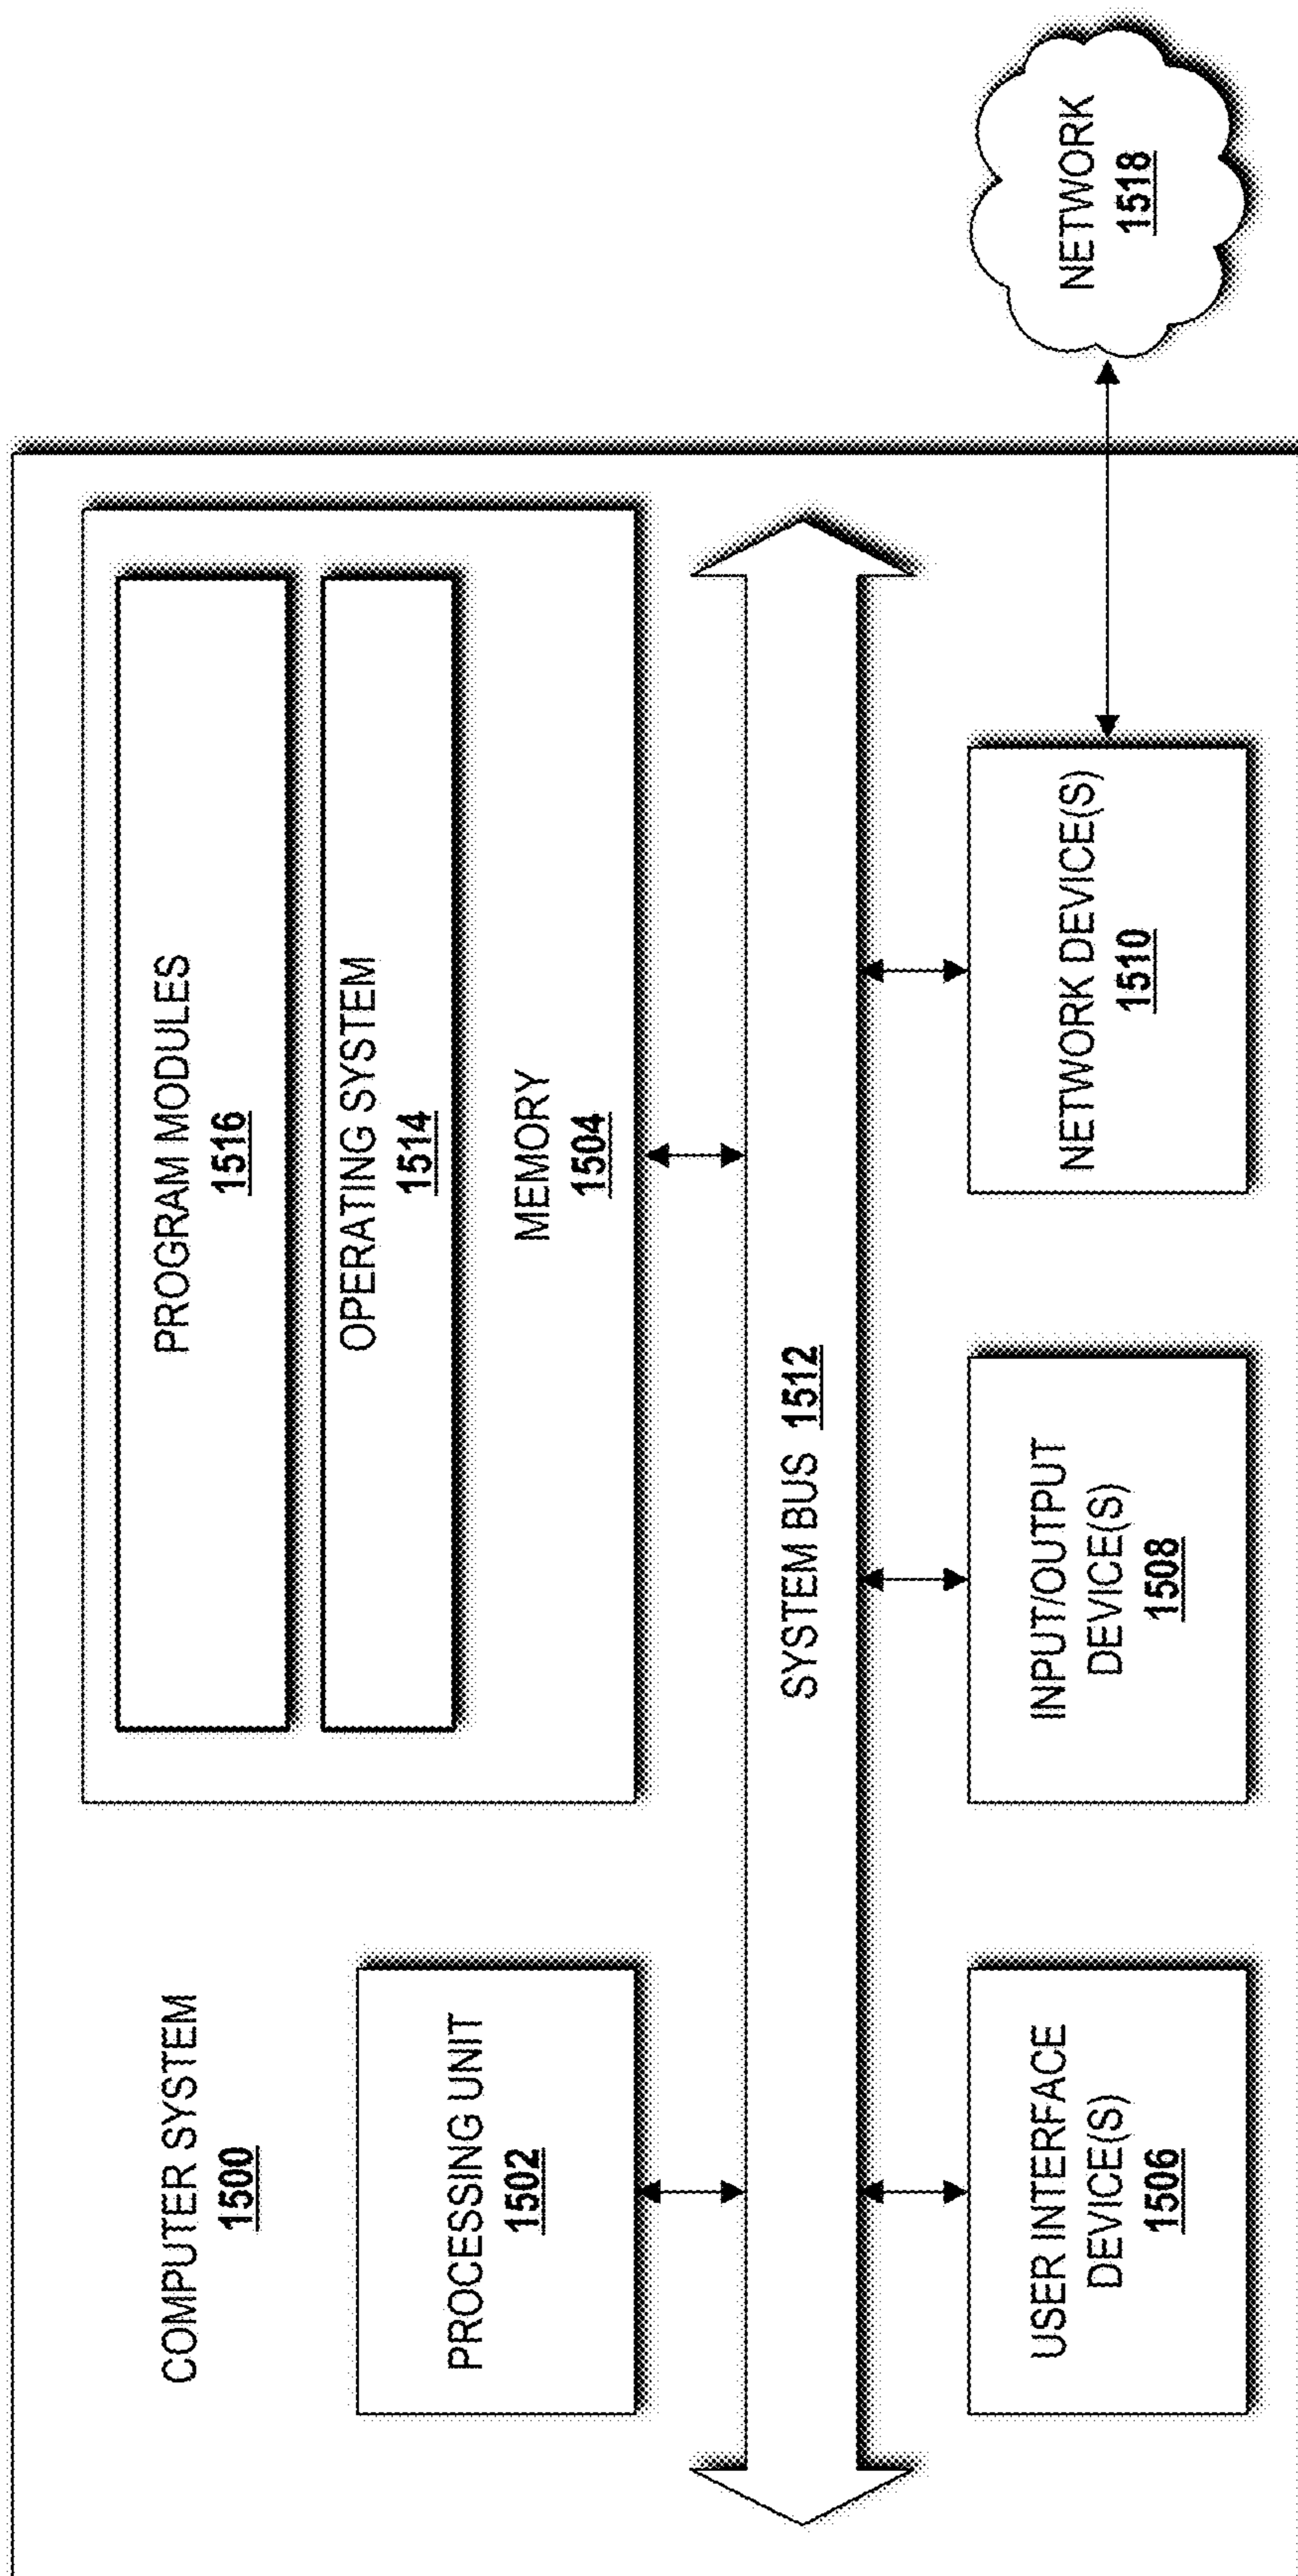 COMPUTER SYSTEM
1500
PROGRAM MODULES
1516
OPERATING SYSTEM
1514
PROCESSING UNIT
1502
MEMORY
1504
SYSTEM BUS 1512
USER INTERFACE
DEVICE(S)
1506
INPUT/OUTPUT
DEVICE(S)
1508
NETWORK DEVICE(S)
1510
NETWORK
1518